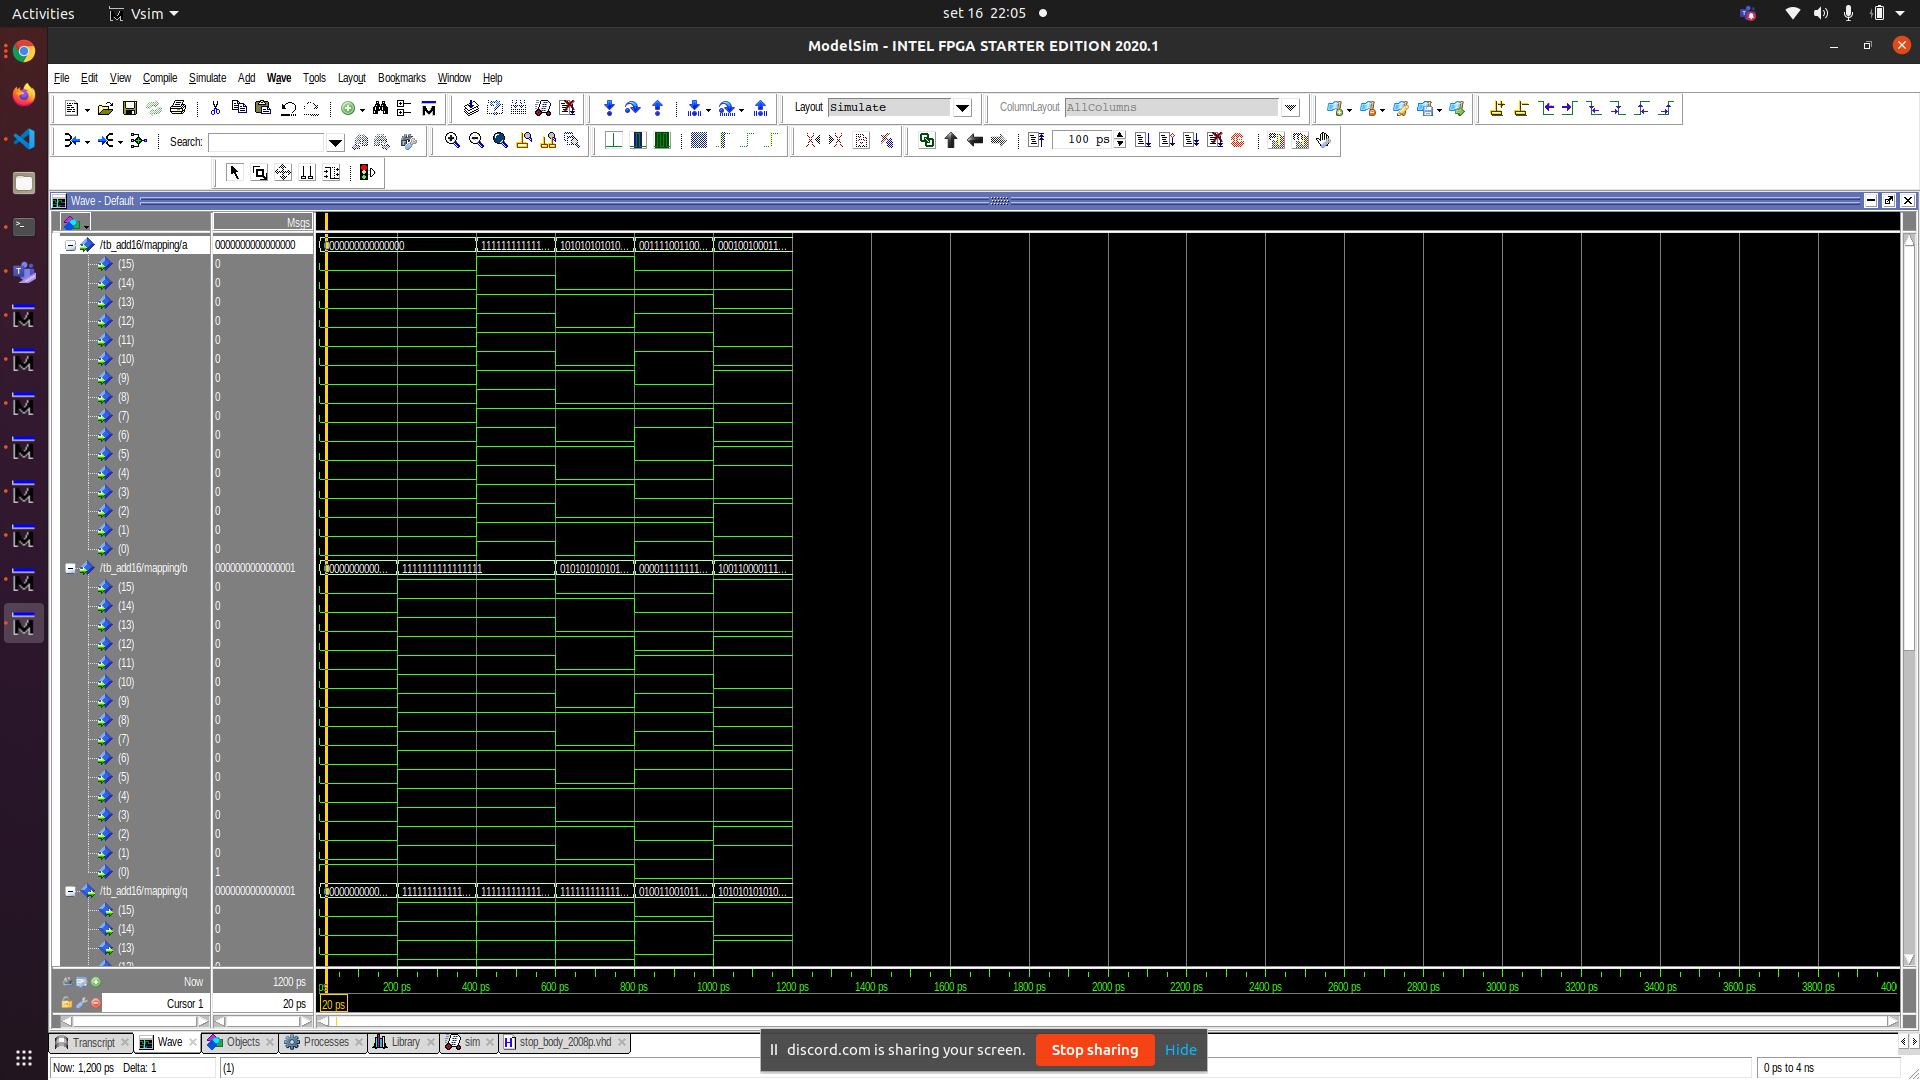 Activities Vsim set 16 22:05
ModelSim - INTEL FPGA STARTER EDITION 2020.1
File Edit View Compile Simulate Add Wave Tools Layout Bookmarks Window Help
Layout Simulate ColumnLayout AllColumns
Search: 100 ps
Wave - Default
Msgs
/tb_add16/mapping/a 0000000000000000 0000000000000000 111111111111... 101010101010... 001111001100... 000100100011...
(15) 0
(14) 0
(13) 0
(12) 0
(11) 0
(10) 0
(9) 0
(8) 0
(7) 0
(6) 0
(5) 0
(4) 0
(3) 0
(2) 0
(1) 0
(0) 0
/tb_add16/mapping/b 0000000000000001 00000000000... 1111111111111111 010101010101... 000011111111... 100110000111...
(15) 0
(14) 0
(13) 0
(12) 0
(11) 0
(10) 0
(9) 0
(8) 0
(7) 0
(6) 0
(5) 0
(4) 0
(3) 0
(2) 0
(1) 0
(0) 1
/tb_add16/mapping/q 0000000000000001 00000000000... 111111111111... 111111111111... 111111111111... 010011001011... 101010101010...
(15) 0
(14) 0
(13) 0
Now 1200 ps 200 ps 400 ps 600 ps 800 ps 1000 ps 1200 ps 1400 ps 1600 ps 1800 ps 2000 ps 2200 ps 2400 ps 2600 ps 2800 ps 3000 ps 3200 ps 3400 ps 3600 ps 3800 ps 400
Cursor 1 20 ps 20 ps
Transcript Wave Objects Processes Library sim stop_body_2008p.vhd
discord.com is sharing your screen. Stop sharing Hide
Now: 1,200 ps Delta: 1 (1) 0 ps to 4 ns